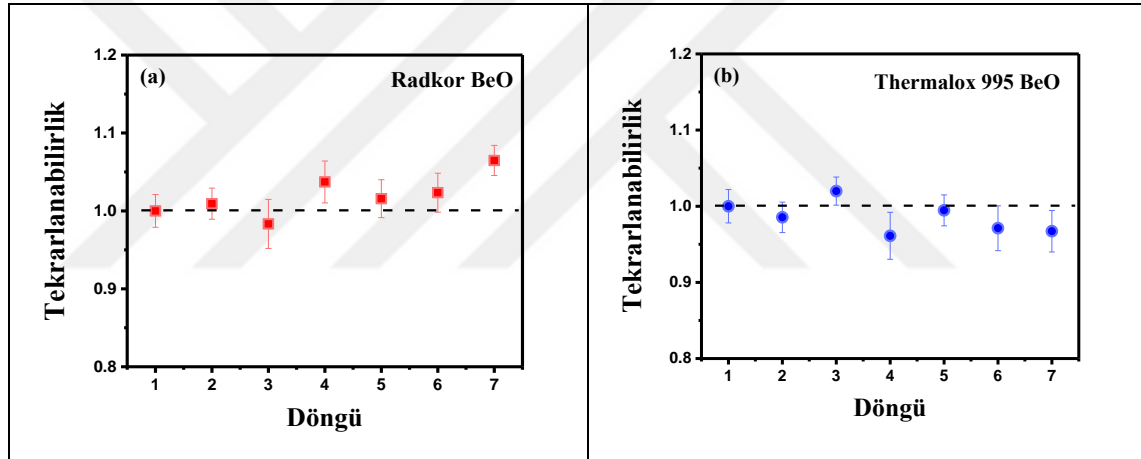 (a)
Radkor BeO
1.2
1.1
1.0
0.9
0.8
Tekrarlanabilirlik
1 2 3 4 5 6 7
Döngü
(b)
Thermalox 995 BeO
1.2
1.1
1.0
0.9
0.8
Tekrarlanabilirlik
1 2 3 4 5 6 7
Döngü